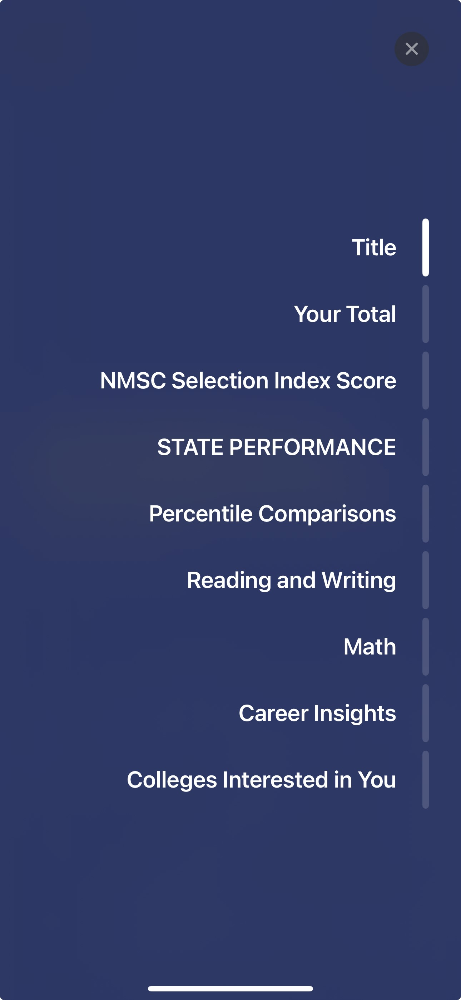 Title
Your Total
NMSC Selection Index Score
STATE PERFORMANCE
Percentile Comparisons
Reading and Writing
Math
Career Insights
Colleges Interested in You